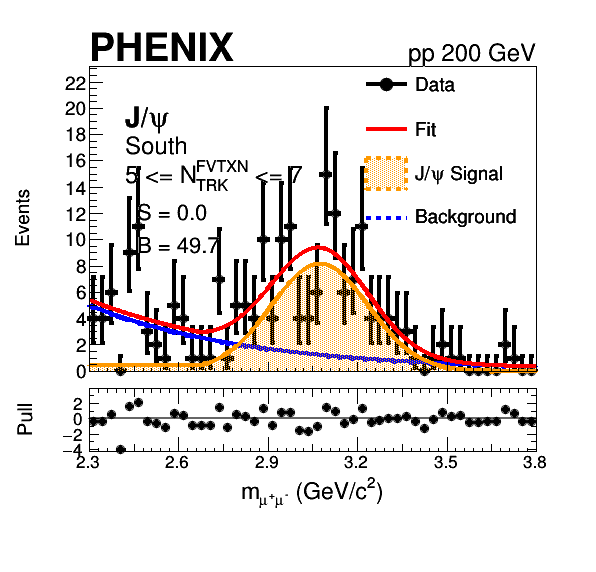 PHENIX pp 200 GeV
22
20
18
16
14
12
10
8
6
4
2
0
Events
J/ψ
South
5 <= N^FVTXN_TRK <= 7
S = 0.0
B = 49.7
Data
Fit
J/ψ Signal
Background
Pull
2
0
−2
−4
2.3 2.6 2.9 3.2 3.5 3.8
m_μ⁺μ⁻ (GeV/c²)